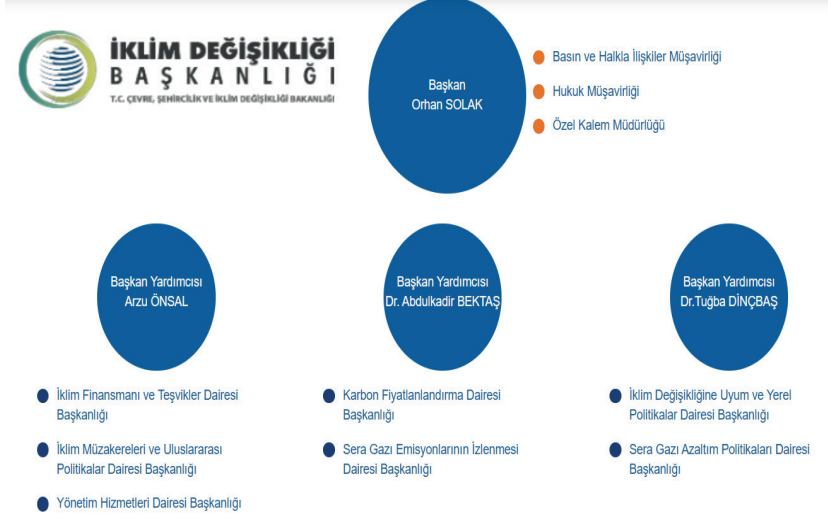 İKLİM DEĞİŞİKLİĞİ
BAŞKANLIĞI
T.C. ÇEVRE, ŞEHİRCİLİK VE İKLİM DEĞİŞİKLİĞİ BAKANLIĞI
Başkan
Orhan SOLAK
Basın ve Halkla İlişkiler Müşavirliği
Hukuk Müşavirliği
Özel Kalem Müdürlüğü
Başkan Yardımcısı
Arzu ÖNSAL
İklim Finansmanı ve Teşvikler Dairesi
Başkanlığı
İklim Müzakereleri ve Uluslararası
Politikalar Dairesi Başkanlığı
Yönetim Hizmetleri Dairesi Başkanlığı
Başkan Yardımcısı
Dr. Abdulkadir BEKTAŞ
Karbon Fiyatlanlandırma Dairesi
Başkanlığı
Sera Gazı Emisyonlarının İzlenmesi
Dairesi Başkanlığı
Başkan Yardımcısı
Dr.Tuğba DİNÇBAŞ
İklim Değişikliğine Uyum ve Yerel
Politikalar Dairesi Başkanlığı
Sera Gazı Azaltım Politikaları Dairesi
Başkanlığı